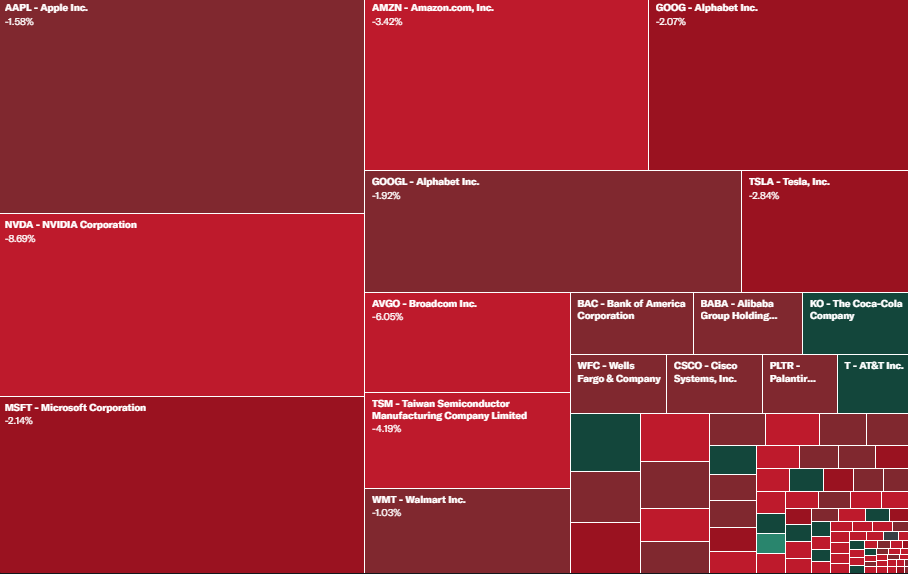 AAPL - Apple Inc.
-1.58%
AMZN - Amazon.com, Inc.
-3.42%
GOOG - Alphabet Inc.
-2.07%
GOOGL - Alphabet Inc.
-1.92%
TSLA - Tesla, Inc.
-2.84%
NVDA - NVIDIA Corporation
-8.69%
AVGO - Broadcom Inc.
-6.05%
BAC - Bank of America
Corporation
BABA - Alibaba
Group Holding...
KO - The Coca-Cola
Company
WFC - Wells
Fargo & Company
CSCO - Cisco
Systems, Inc.
PLTR -
Palantir...
T - AT&T Inc.
MSFT - Microsoft Corporation
-2.14%
TSM - Taiwan Semiconductor
Manufacturing Company Limited
-4.19%
WMT - Walmart Inc.
-1.03%